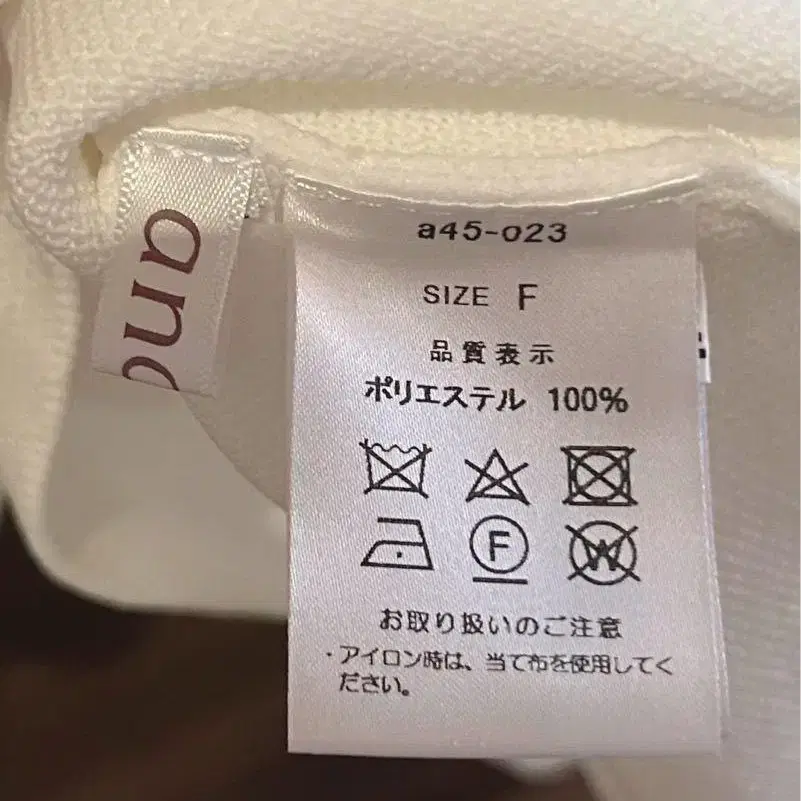 and
a45-023
SIZE F
品質表示
ポリエステル 100%
F
W
お取り扱いのご注意
・アイロン時は、当て布を使用してく
ださい。